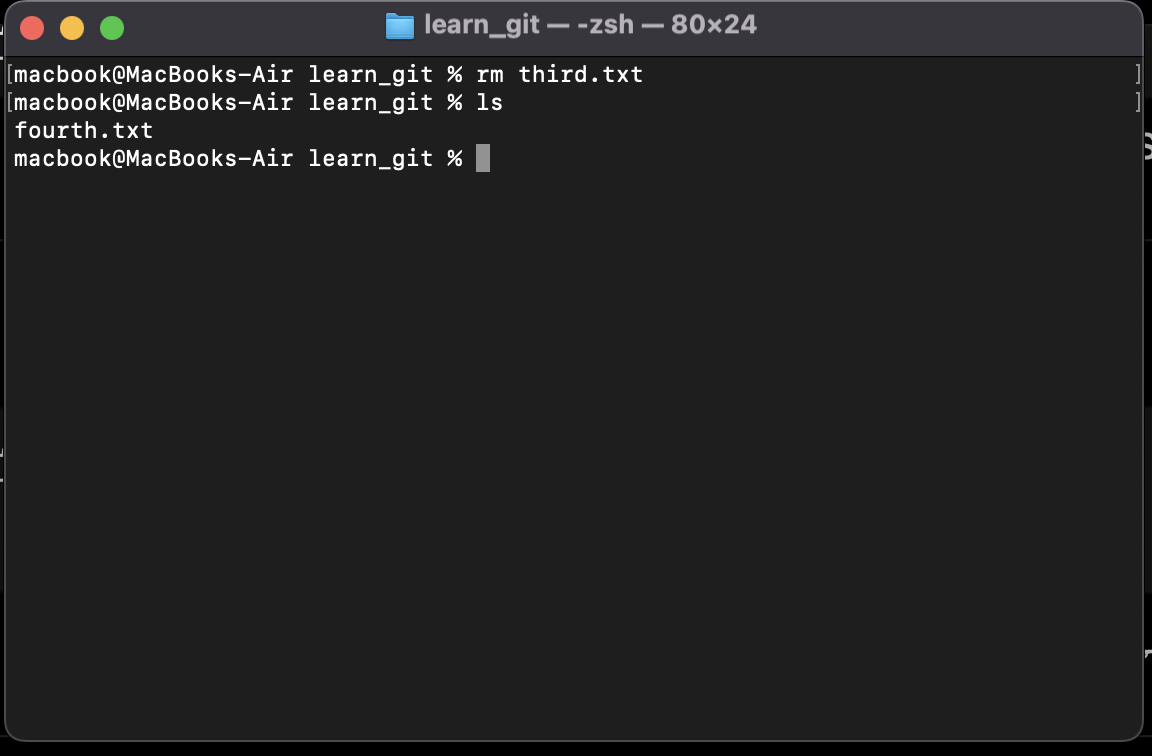 learn_git — -zsh — 80×24
[macbook@MacBooks-Air learn_git % rm third.txt ]
[macbook@MacBooks-Air learn_git % ls ]
fourth.txt
macbook@MacBooks-Air learn_git %